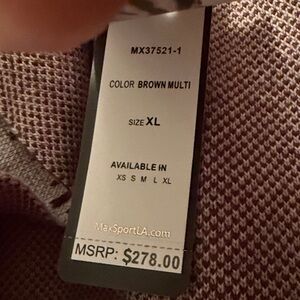 MX37521-1
COLOR BROWN MULTI
SIZE XL
AVAILABLE IN
XS S M L XL
MaxSportLA.com
MSRP: $278.00